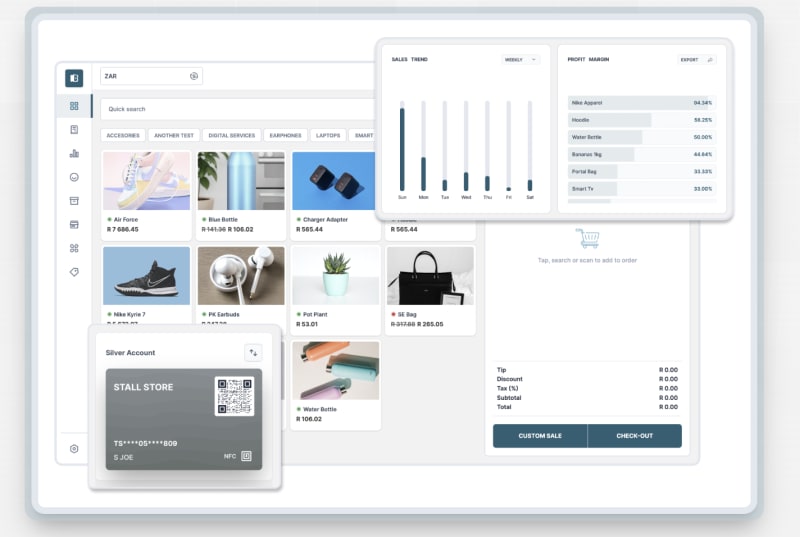 ZAR
Quick search
ACCESORIES
ANOTHER TEST
DIGITAL SERVICES
EARPHONES
LAPTOPS
SMART
Air Force
R 7 686.45
Blue Bottle
R 141.36 R 106.02
Charger Adapter
R 565.44
R 565.44
Nike Kyrie 7
PK Earbuds
Pot Plant
R 53.01
SE Bag
R 317.88 R 265.05
Water Bottle
R 106.02
SALES TREND
WEEKLY
Sun Mon Tue Wed Thu Fri Sat
PROFIT MARGIN
EXPORT
Nike Apparel 94.34%
Hoodie 56.25%
Water Bottle 50.00%
Bananas 1kg 44.64%
Portal Bag 33.33%
Smart Tv 33.00%
Tap, search or scan to add to order
Tip R 0.00
Discount R 0.00
Tax (%) R 0.00
Subtotal R 0.00
Total R 0.00
CUSTOM SALE
CHECK-OUT
Silver Account
STALL STORE
TS****05****809
S JOE
NFC